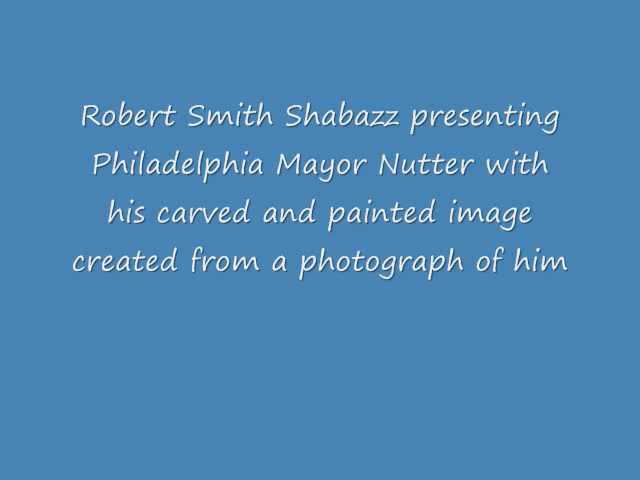 Robert Smith Shabazz presenting
Philadelphia Mayor Nutter with
his carved and painted image
created from a photograph of him